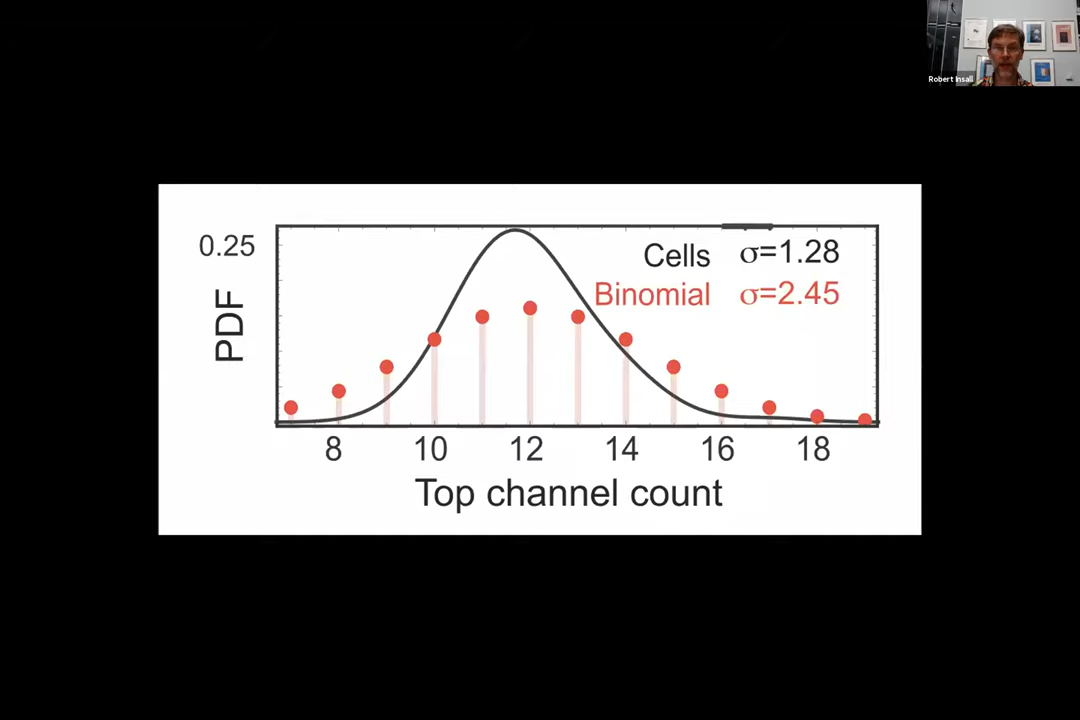 Robert Insall
0.25
Cells σ=1.28
Binomial σ=2.45
PDF
8 10 12 14 16 18
Top channel count